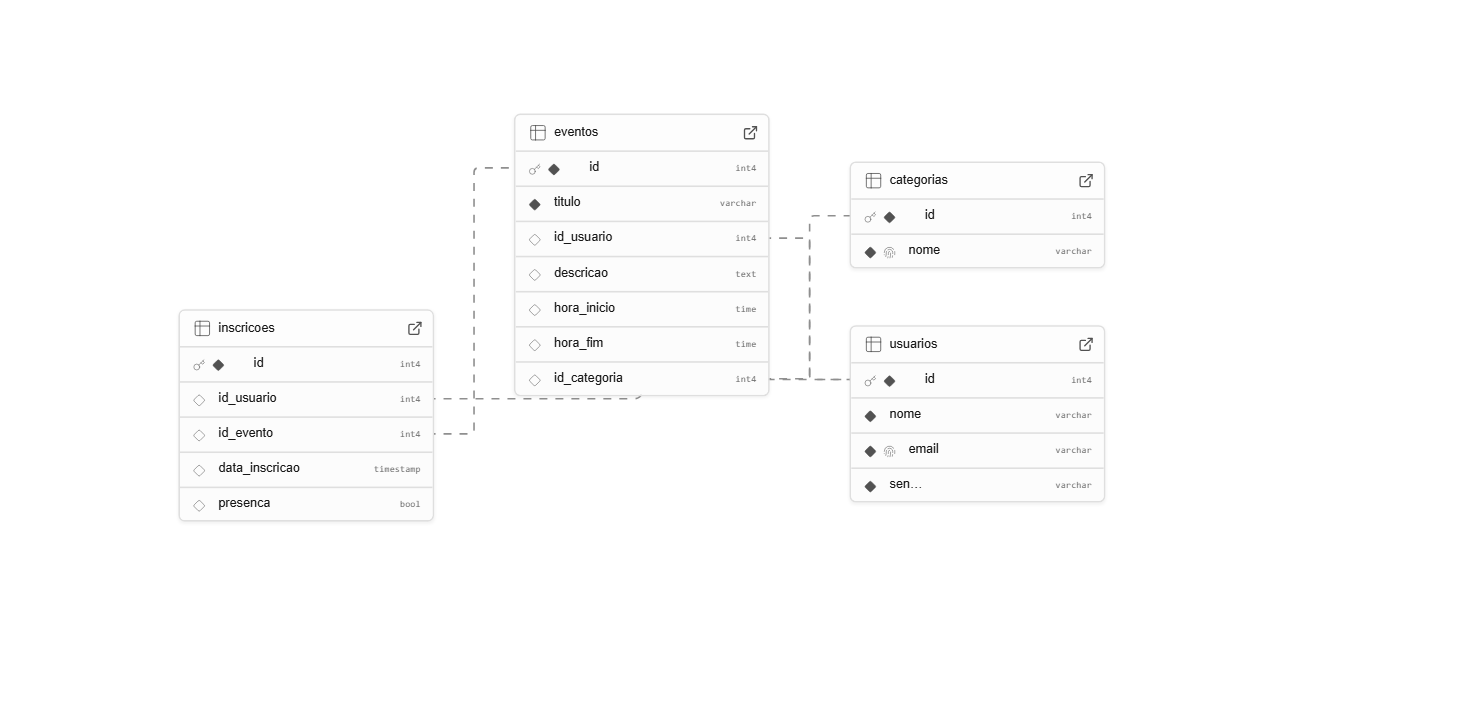 eventos
id int4
titulo varchar
id_usuario int4
descricao text
hora_inicio time
hora_fim time
id_categoria int4
categorias
id int4
nome varchar
inscricoes
id int4
id_usuario int4
id_evento int4
data_inscricao timestamp
presenca bool
usuarios
id int4
nome varchar
email varchar
sen... varchar